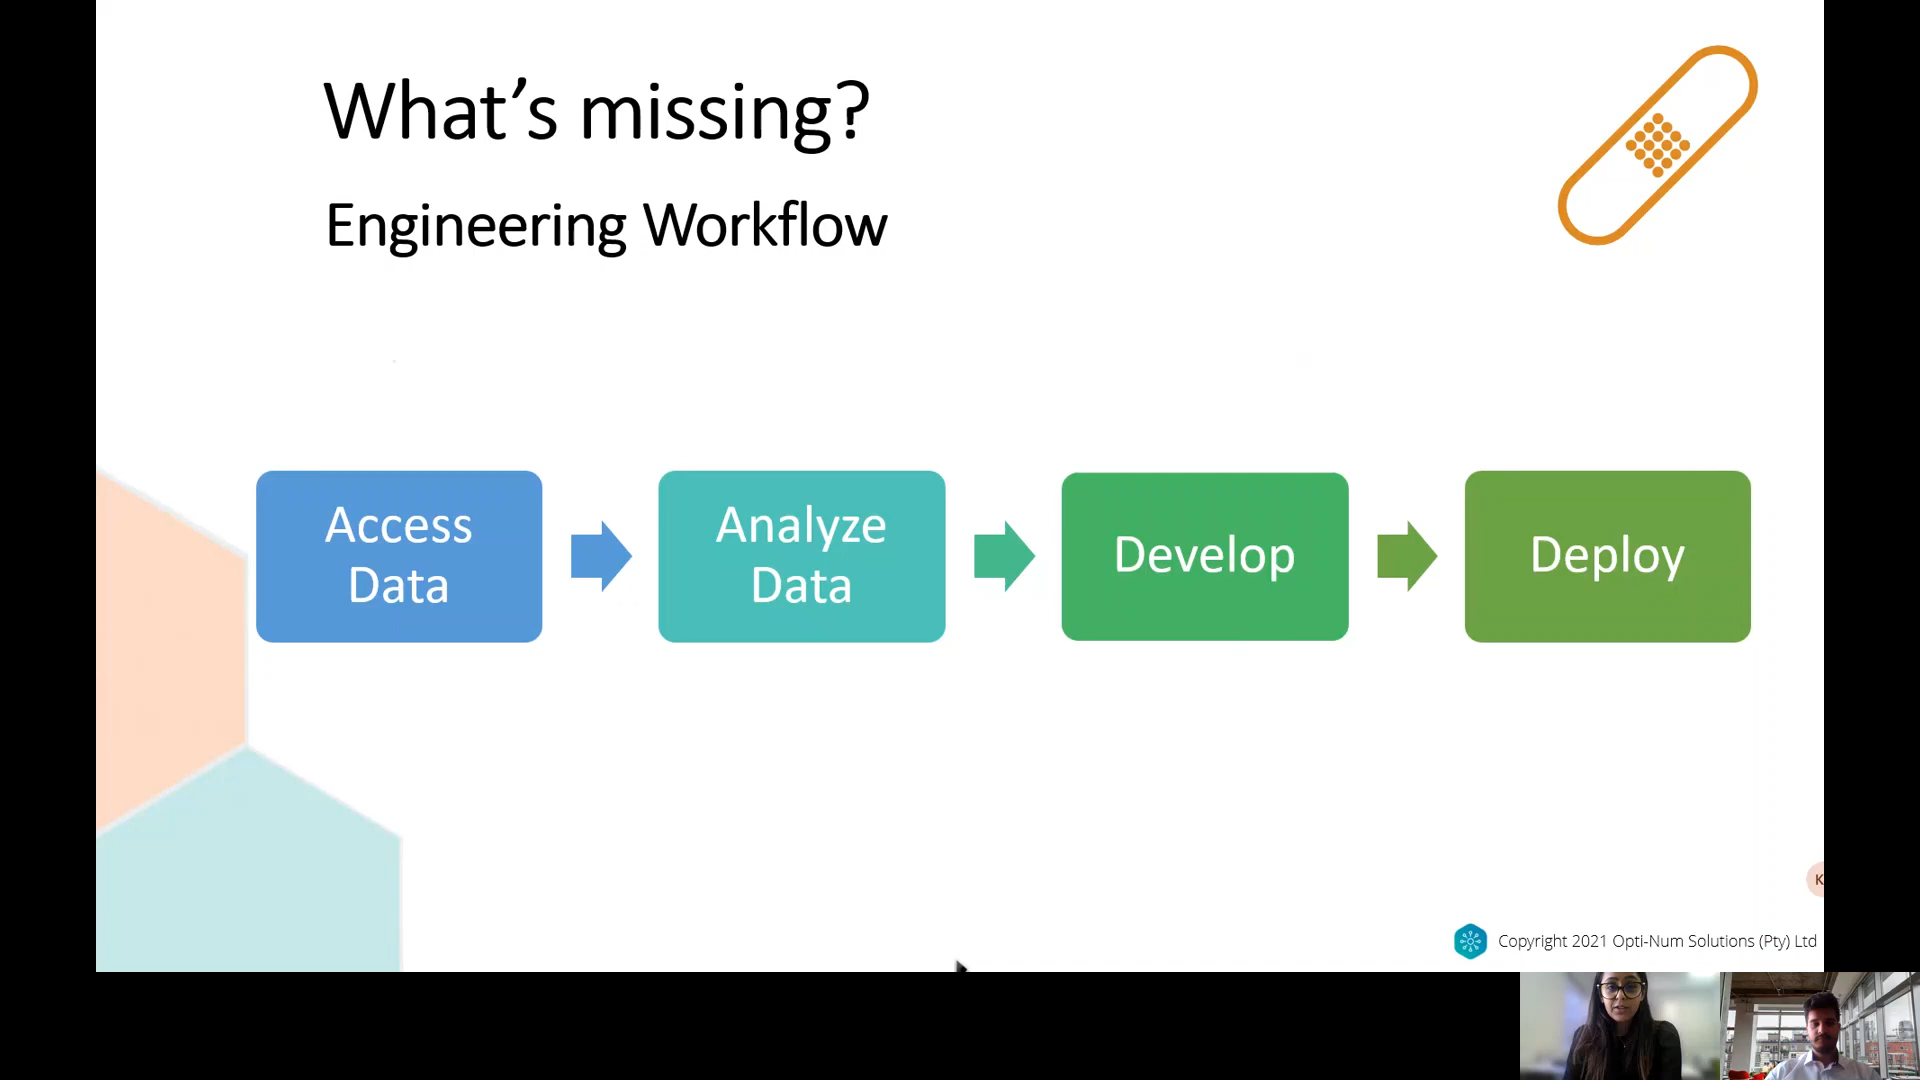 What’s missing?
Engineering Workflow
Access
Data
Analyze
Data
Develop
Deploy
K
Copyright 2021 Opti-Num Solutions (Pty) Ltd